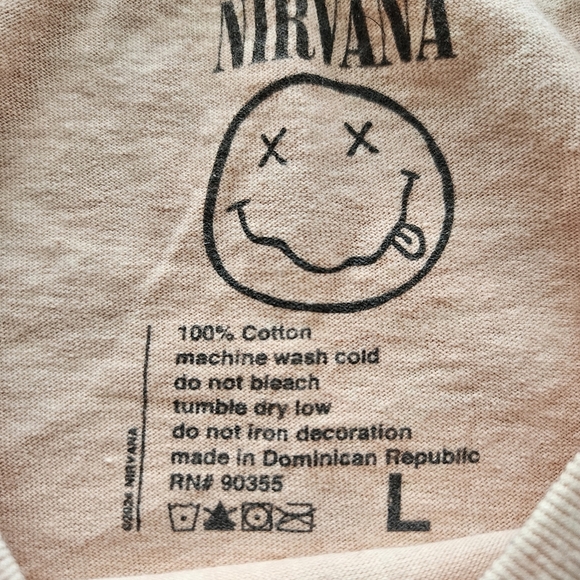 NIRVANA
100% Cotton
machine wash cold
do not bleach
tumble dry low
do not iron decoration
made in Dominican Republic
RN# 90355
L
NIRVANA